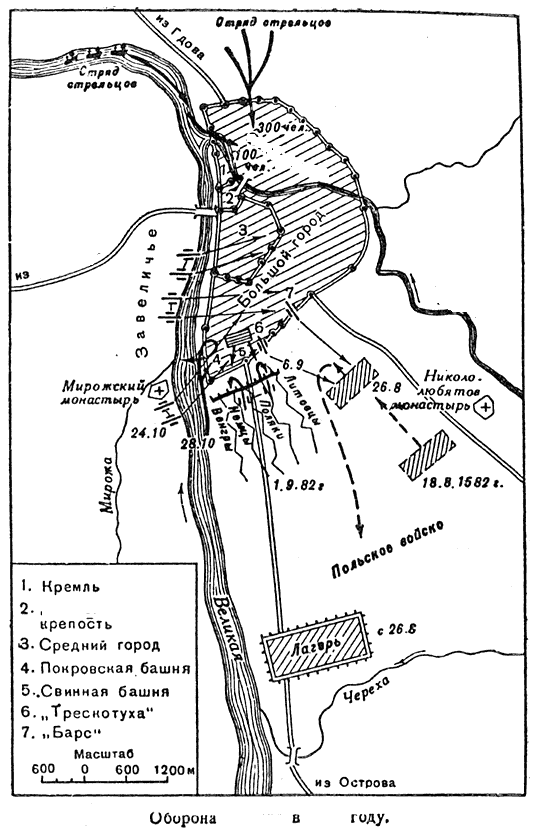 из Гдова
Отряд стрельцов
Отряд
стрельцов
300 чел.
100
чел.
1
2
3
Большой город
Завеличье
из
7
6
5
4
6.9
26.8
Мирожский
монастырь
24.10
28.10
Венгры
Немцы
Поляки
Литовцы
Николо-
любятов
монастырь
18.8.1582 г.
1.9.82 г
Мирожа
Польское войско
Великая
Лагерь
с 26.8
Череха
из Острова
1. Кремль
2. ,
крепость
3. Средний город
4. Покровская башня
5. Свинная башня
6. „Трескотуха"
7. „Барс"
Масштаб
600 0 600 1200 м
Оборона в году.